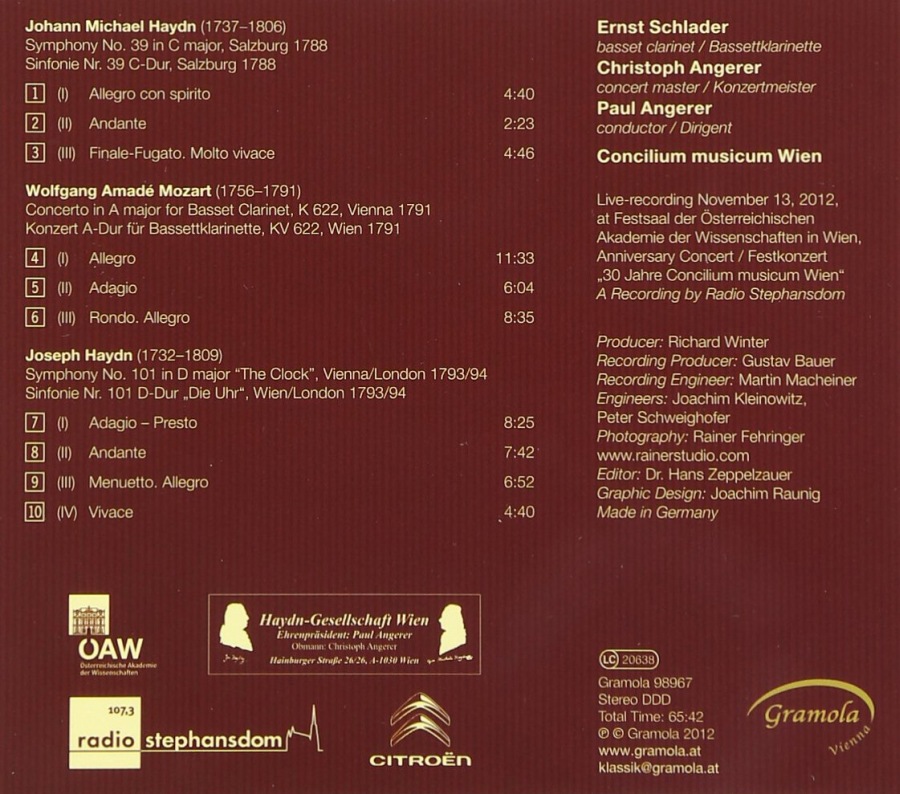 Johann Michael Haydn (1737–1806)
Symphony No. 39 in C major, Salzburg 1788
Sinfonie Nr. 39 C-Dur, Salzburg 1788
1 (I) Allegro con spirito 4:40
2 (II) Andante 2:23
3 (III) Finale-Fugato. Molto vivace 4:46
Wolfgang Amadé Mozart (1756–1791)
Concerto in A major for Basset Clarinet, K 622, Vienna 1791
Konzert A-Dur für Bassettklarinette, KV 622, Wien 1791
4 (I) Allegro 11:33
5 (II) Adagio 6:04
6 (III) Rondo. Allegro 8:35
Joseph Haydn (1732–1809)
Symphony No. 101 in D major “The Clock”, Vienna/London 1793/94
Sinfonie Nr. 101 D-Dur „Die Uhr“, Wien/London 1793/94
7 (I) Adagio – Presto 8:25
8 (II) Andante 7:42
9 (III) Menuetto. Allegro 6:52
10 (IV) Vivace 4:40
Ernst Schlader
basset clarinet / Bassettklarinette
Christoph Angerer
concert master / Konzertmeister
Paul Angerer
conductor / Dirigent
Concilium musicum Wien
Live-recording November 13, 2012,
at Festsaal der Österreichischen
Akademie der Wissenschaften in Wien,
Anniversary Concert / Festkonzert
„30 Jahre Concilium musicum Wien“
A Recording by Radio Stephansdom
Producer: Richard Winter
Recording Producer: Gustav Bauer
Recording Engineer: Martin Macheiner
Engineers: Joachim Kleinowitz,
Peter Schweighofer
Photography: Rainer Fehringer
www.rainerstudio.com
Editor: Dr. Hans Zeppelzauer
Graphic Design: Joachim Raunig
Made in Germany
ÖAW
Österreichische Akademie
der Wissenschaften
Haydn-Gesellschaft Wien
Ehrenpräsident: Paul Angerer
Obmann: Christoph Angerer
Hainburger Straße 26/26, A-1030 Wien
107,3
radio stephansdom
CITROËN
LC 20638
Gramola 98967
Stereo DDD
Total Time: 65:42
℗ © Gramola 2012
www.gramola.at
klassik@gramola.at
Gramola
Vienna